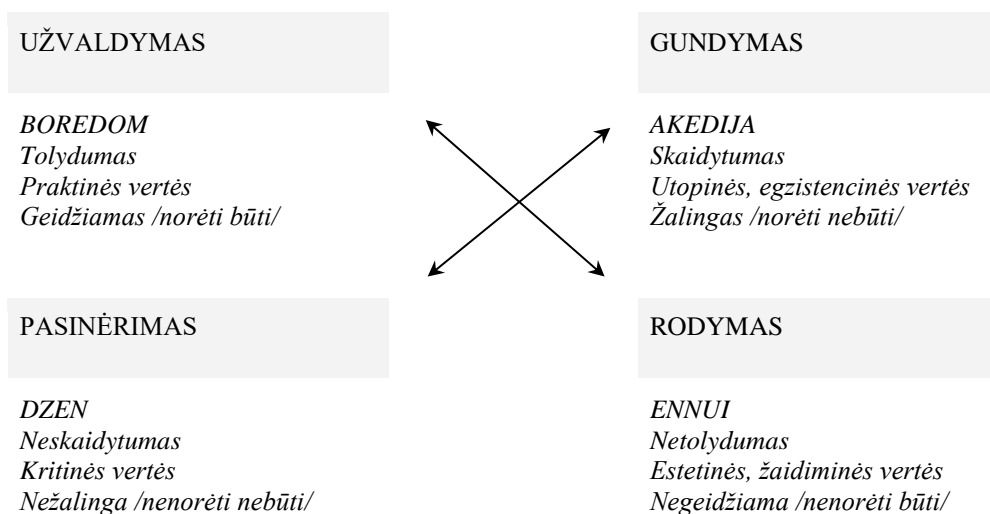 UŽVALDYMAS
BOREDOM
Tolydumas
Praktinės vertės
Geidžiamas /norėti būti/
GUNDYMAS
AKEDIJA
Skaidytumas
Utopinės, egzistencinės vertės
Žalingas /norėti nebūti/
PASINĖRIMAS
DZEN
Neskaidytumas
Kritinės vertės
Nežalinga /nenorėti nebūti/
RODYMAS
ENNUI
Netolydumas
Estetinės, žaidiminės vertės
Negeidžiama /nenorėti būti/